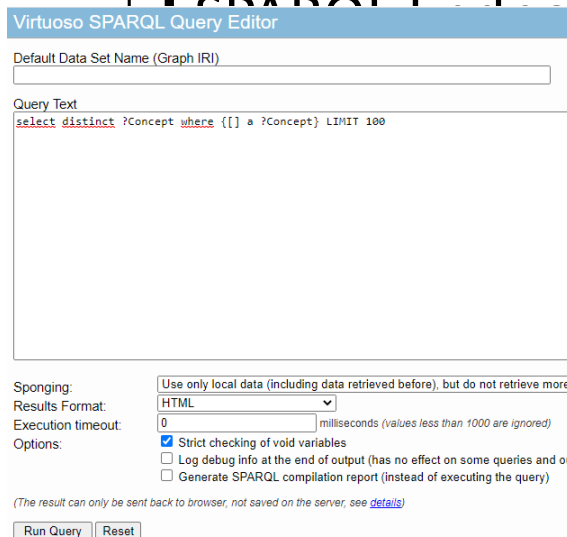 Virtuoso SPARQL Query Editor
Default Data Set Name (Graph IRI)
Query Text
select distinct ?Concept where {[] a ?Concept} LIMIT 100
Sponging: Use only local data (including data retrieved before), but do not retrieve more
Results Format: HTML
Execution timeout: 0 milliseconds (values less than 1000 are ignored)
Options: Strict checking of void variables
Log debug info at the end of output (has no effect on some queries and
Generate SPARQL compilation report (instead of executing the query)
(The result can only be sent back to browser, not saved on the server, see details)
Run Query Reset